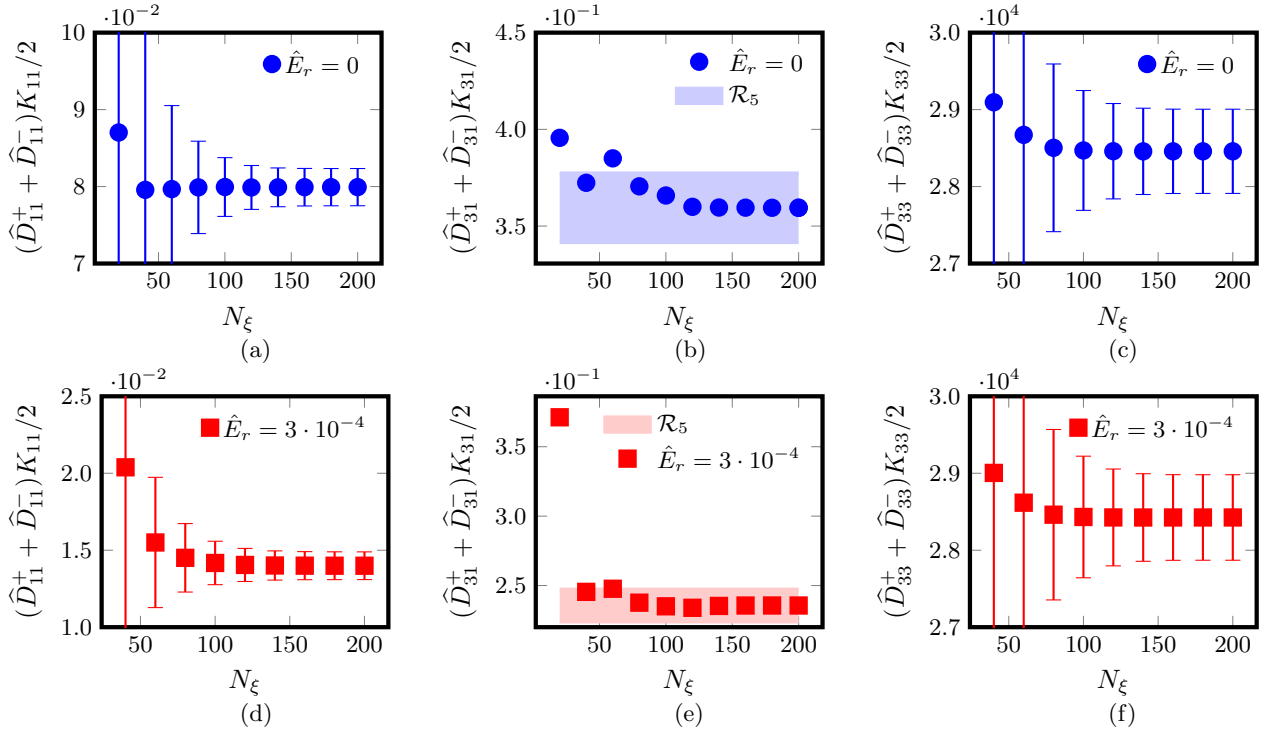 ·10⁻²
(D̂₁₁⁺ + D̂₁₁⁻)K₁₁/2
10
9
8
7
Ê_r = 0
50 100 150 200
N_ξ
(a)
·10⁻¹
(D̂₃₁⁺ + D̂₃₁⁻)K₃₁/2
4.5
4.0
3.5
Ê_r = 0
ℛ₅
50 100 150 200
N_ξ
(b)
·10⁴
(D̂₃₃⁺ + D̂₃₃⁻)K₃₃/2
3.0
2.9
2.8
2.7
Ê_r = 0
50 100 150 200
N_ξ
(c)
·10⁻²
(D̂₁₁⁺ + D̂₁₁⁻)K₁₁/2
2.5
2.0
1.5
1.0
Ê_r = 3 · 10⁻⁴
50 100 150 200
N_ξ
(d)
·10⁻¹
(D̂₃₁⁺ + D̂₃₁⁻)K₃₁/2
3.5
3.0
2.5
ℛ₅
Ê_r = 3 · 10⁻⁴
50 100 150 200
N_ξ
(e)
·10⁴
(D̂₃₃⁺ + D̂₃₃⁻)K₃₃/2
3.0
2.9
2.8
2.7
Ê_r = 3 · 10⁻⁴
50 100 150 200
N_ξ
(f)